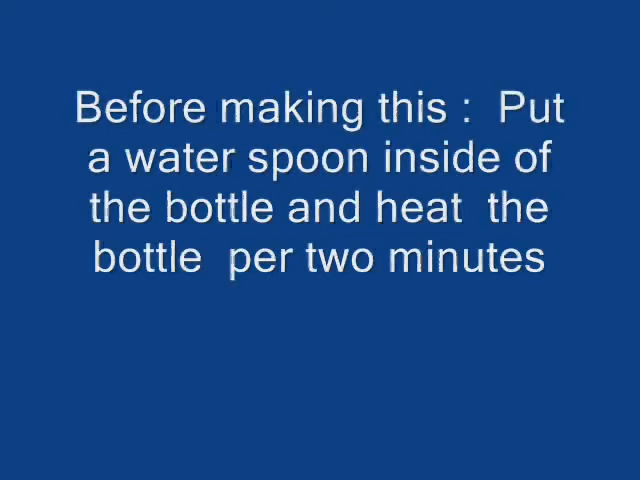 Before making this :  Put
a water spoon inside of
the bottle and heat  the
bottle  per two minutes